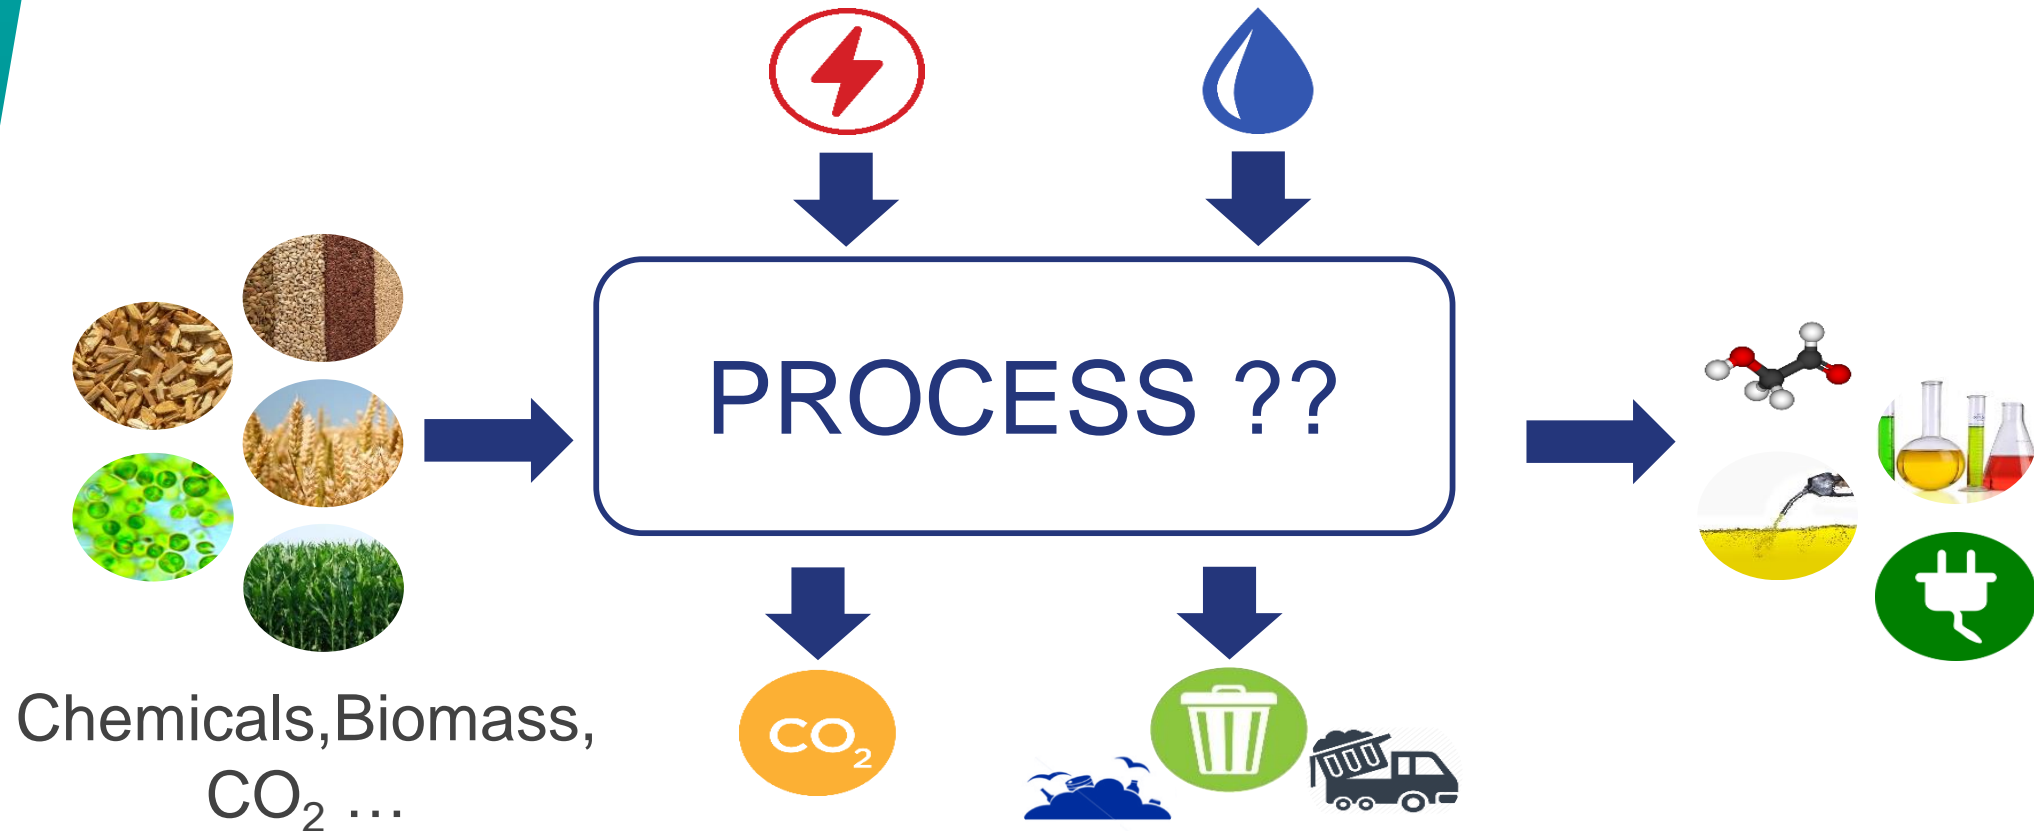 PROCESS ??
CO₂
Chemicals,Biomass,
CO₂ …